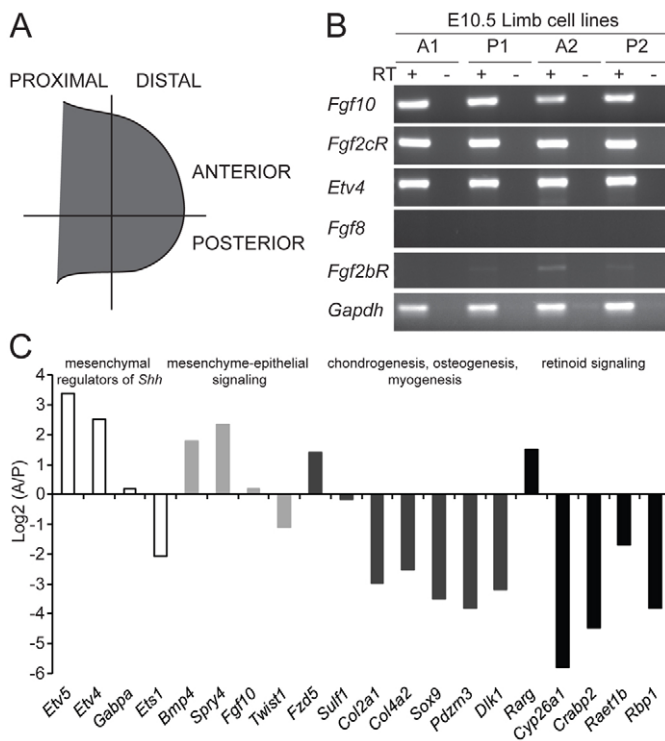 A
PROXIMAL DISTAL
ANTERIOR
POSTERIOR
B
E10.5 Limb cell lines
A1 P1 A2 P2
RT + - + - + - + -
Fgf10
Fgf2cR
Etv4
Fgf8
Fgf2bR
Gapdh
C
mesenchymal regulators of Shh
mesenchyme-epithelial signaling
chondrogenesis, osteogenesis, myogenesis
retinoid signaling
Log2 (A/P)
4
3
2
1
0
-1
-2
-3
-4
-5
-6
Etv5 Etv4 Gabpa Ets1 Bmp4 Spry4 Fgf10 Twist1 Fzd5 Sulf1 Col2a1 Col4a2 Sox9 Pdzrn3 Dlk1 Rarg Cyp26a1 Crabp2 Raet1b Rbp1